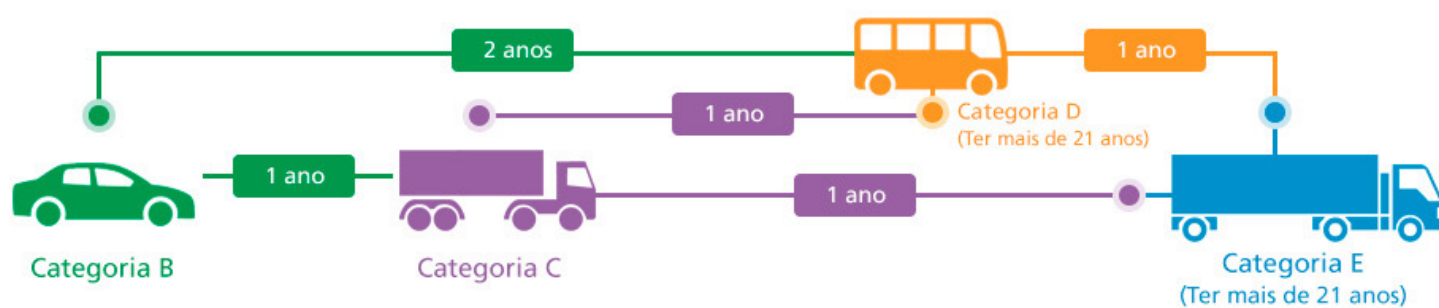 2 anos
1 ano
1 ano
Categoria D
(Ter mais de 21 anos)
1 ano
1 ano
Categoria B
Categoria C
Categoria E
(Ter mais de 21 anos)